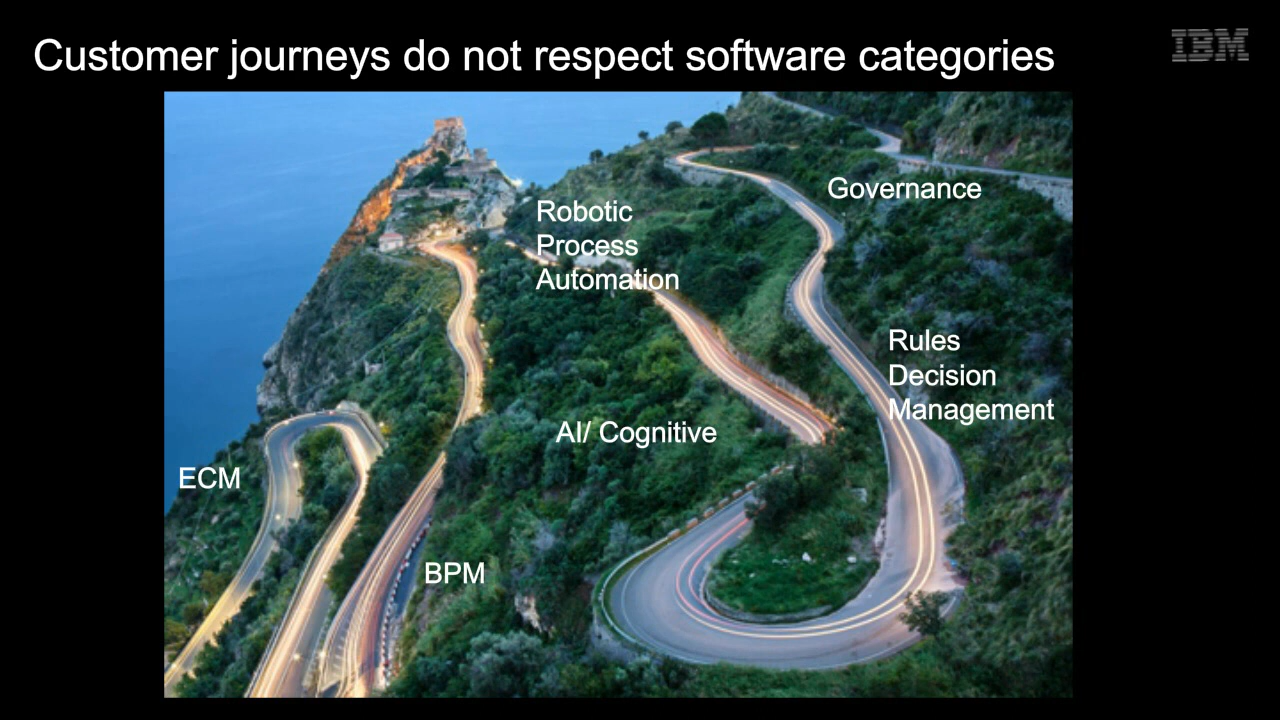 Customer journeys do not respect software categories
IBM
Governance
Robotic
Process
Automation
Rules
Decision
Management
AI/ Cognitive
ECM
BPM